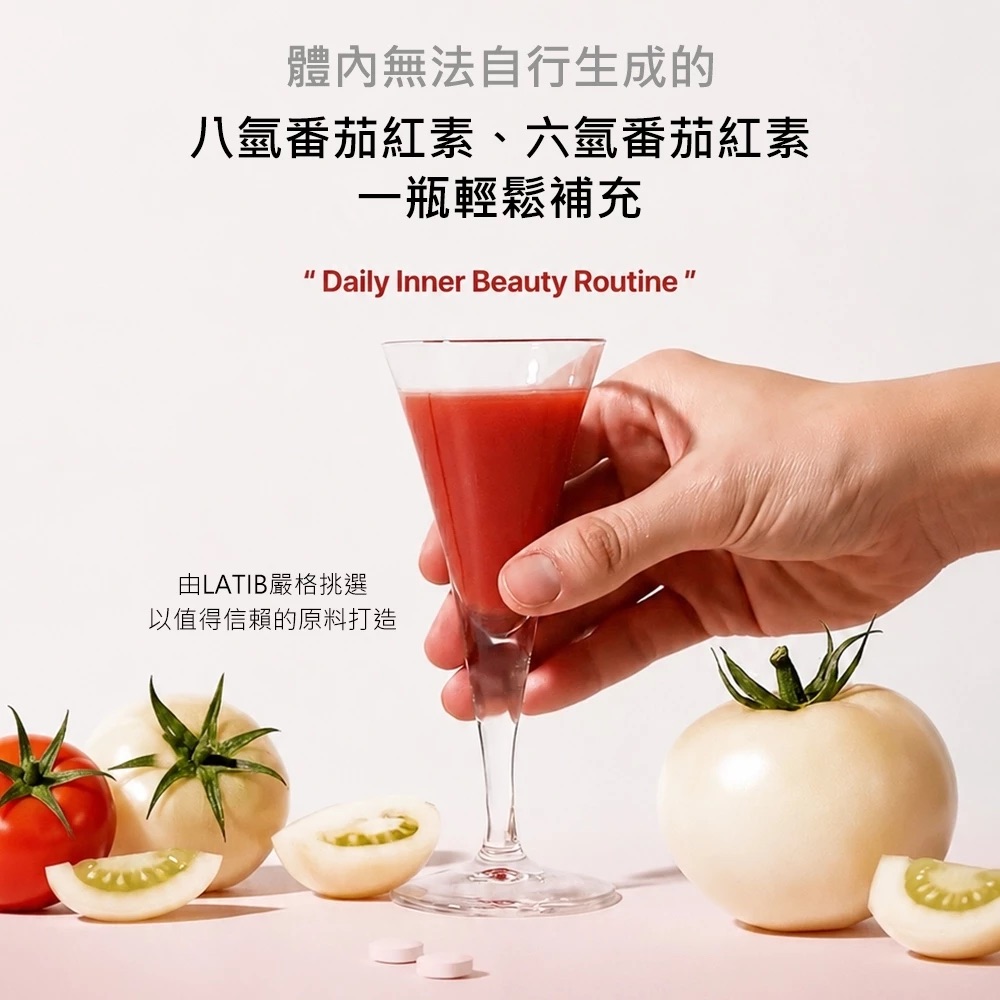 體內無法自行生成的
八氫番茄紅素、六氫番茄紅素
一瓶輕鬆補充
“ Daily Inner Beauty Routine ”
由LATIB嚴格挑選
以值得信賴的原料打造